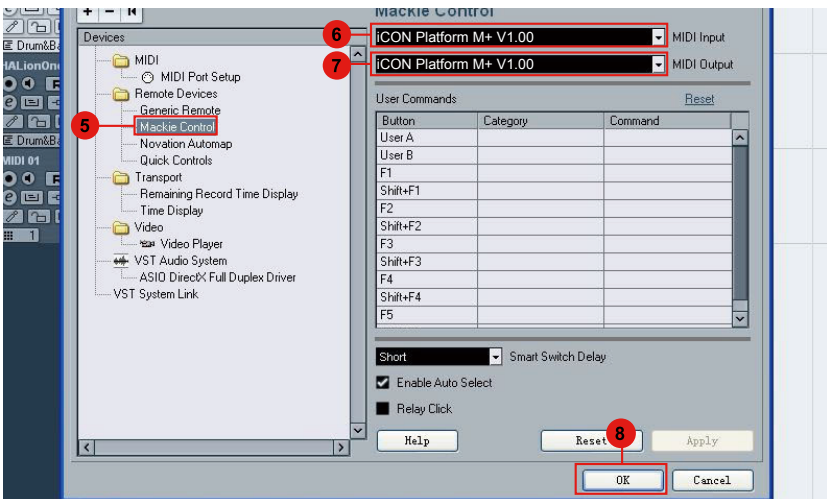 Mackie Control
Devices
MIDI
MIDI Port Setup
Remote Devices
Generic Remote
Mackie Control
Novation Automap
Quick Controls
Transport
Remaining Record Time Display
Time Display
Video
Video Player
VST Audio System
ASIO DirectX Full Duplex Driver
VST System Link
5
6
iCON Platform M+ V1.00
MIDI Input
7
iCON Platform M+ V1.00
MIDI Output
User Commands
Reset
Button Category Command
User A
User B
F1
Shift+F1
F2
Shift+F2
F3
Shift+F3
F4
Shift+F4
F5
Short
Smart Switch Delay
Enable Auto Select
Relay Click
Help
Reset
Apply
8
OK
Cancel
Drum&Ba
HALionOn
Drum&Ba
MIDI 01
1